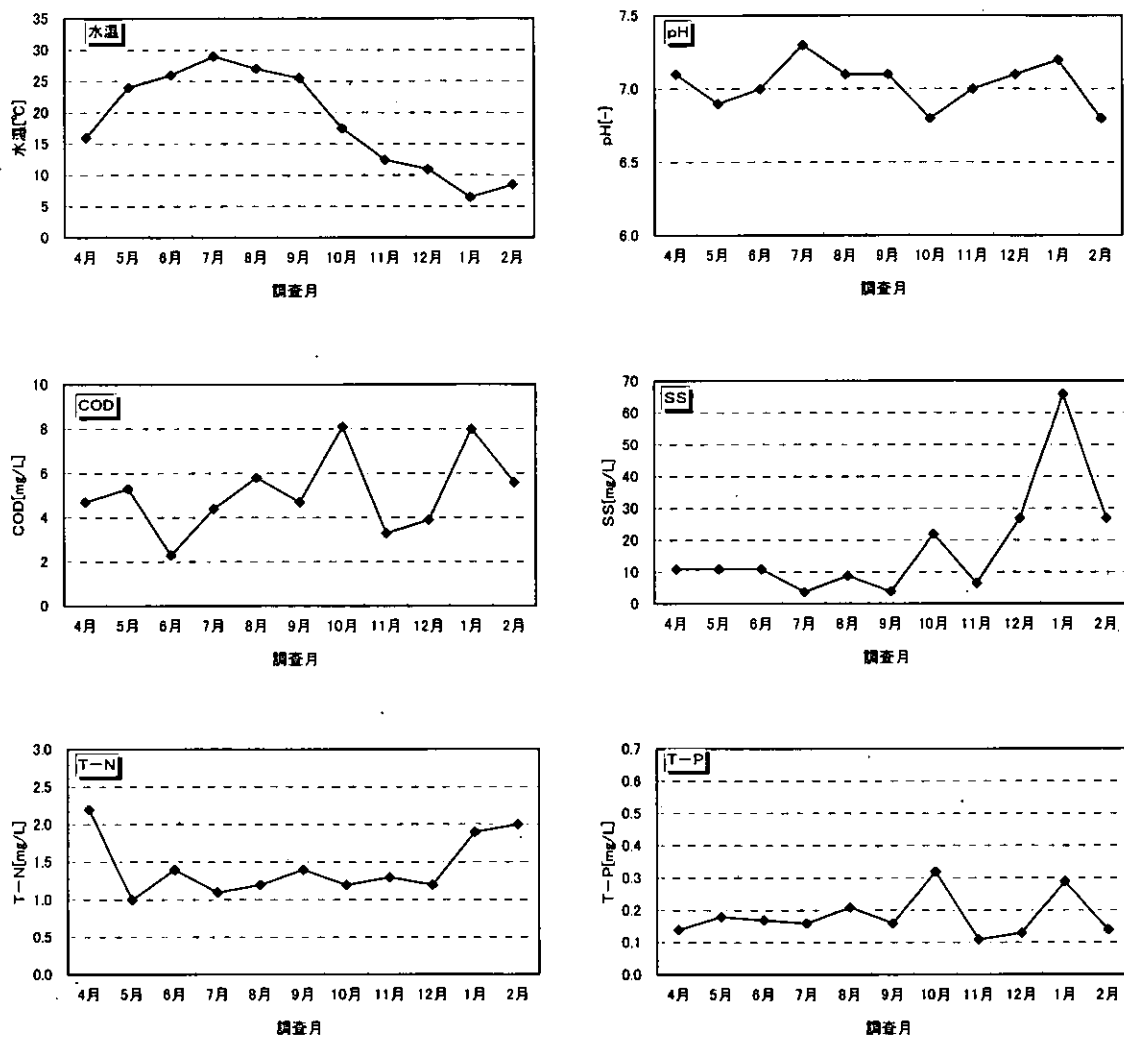 水温
水温[℃]
35
30
25
20
15
10
5
0
4月 5月 6月 7月 8月 9月 10月 11月 12月 1月 2月
調査月
pH
pH[-]
7.5
7.0
6.5
6.0
4月 5月 6月 7月 8月 9月 10月 11月 12月 1月 2月
調査月
COD
COD[mg/L]
10
8
6
4
2
0
4月 5月 6月 7月 8月 9月 10月 11月 12月 1月 2月
調査月
SS
SS[mg/L]
70
60
50
40
30
20
10
0
4月 5月 6月 7月 8月 9月 10月 11月 12月 1月 2月
調査月
T-N
T-N[mg/L]
3.0
2.5
2.0
1.5
1.0
0.5
0.0
4月 5月 6月 7月 8月 9月 10月 11月 12月 1月 2月
調査月
T-P
T-P[mg/L]
0.7
0.6
0.5
0.4
0.3
0.2
0.1
0.0
4月 5月 6月 7月 8月 9月 10月 11月 12月 1月 2月
調査月